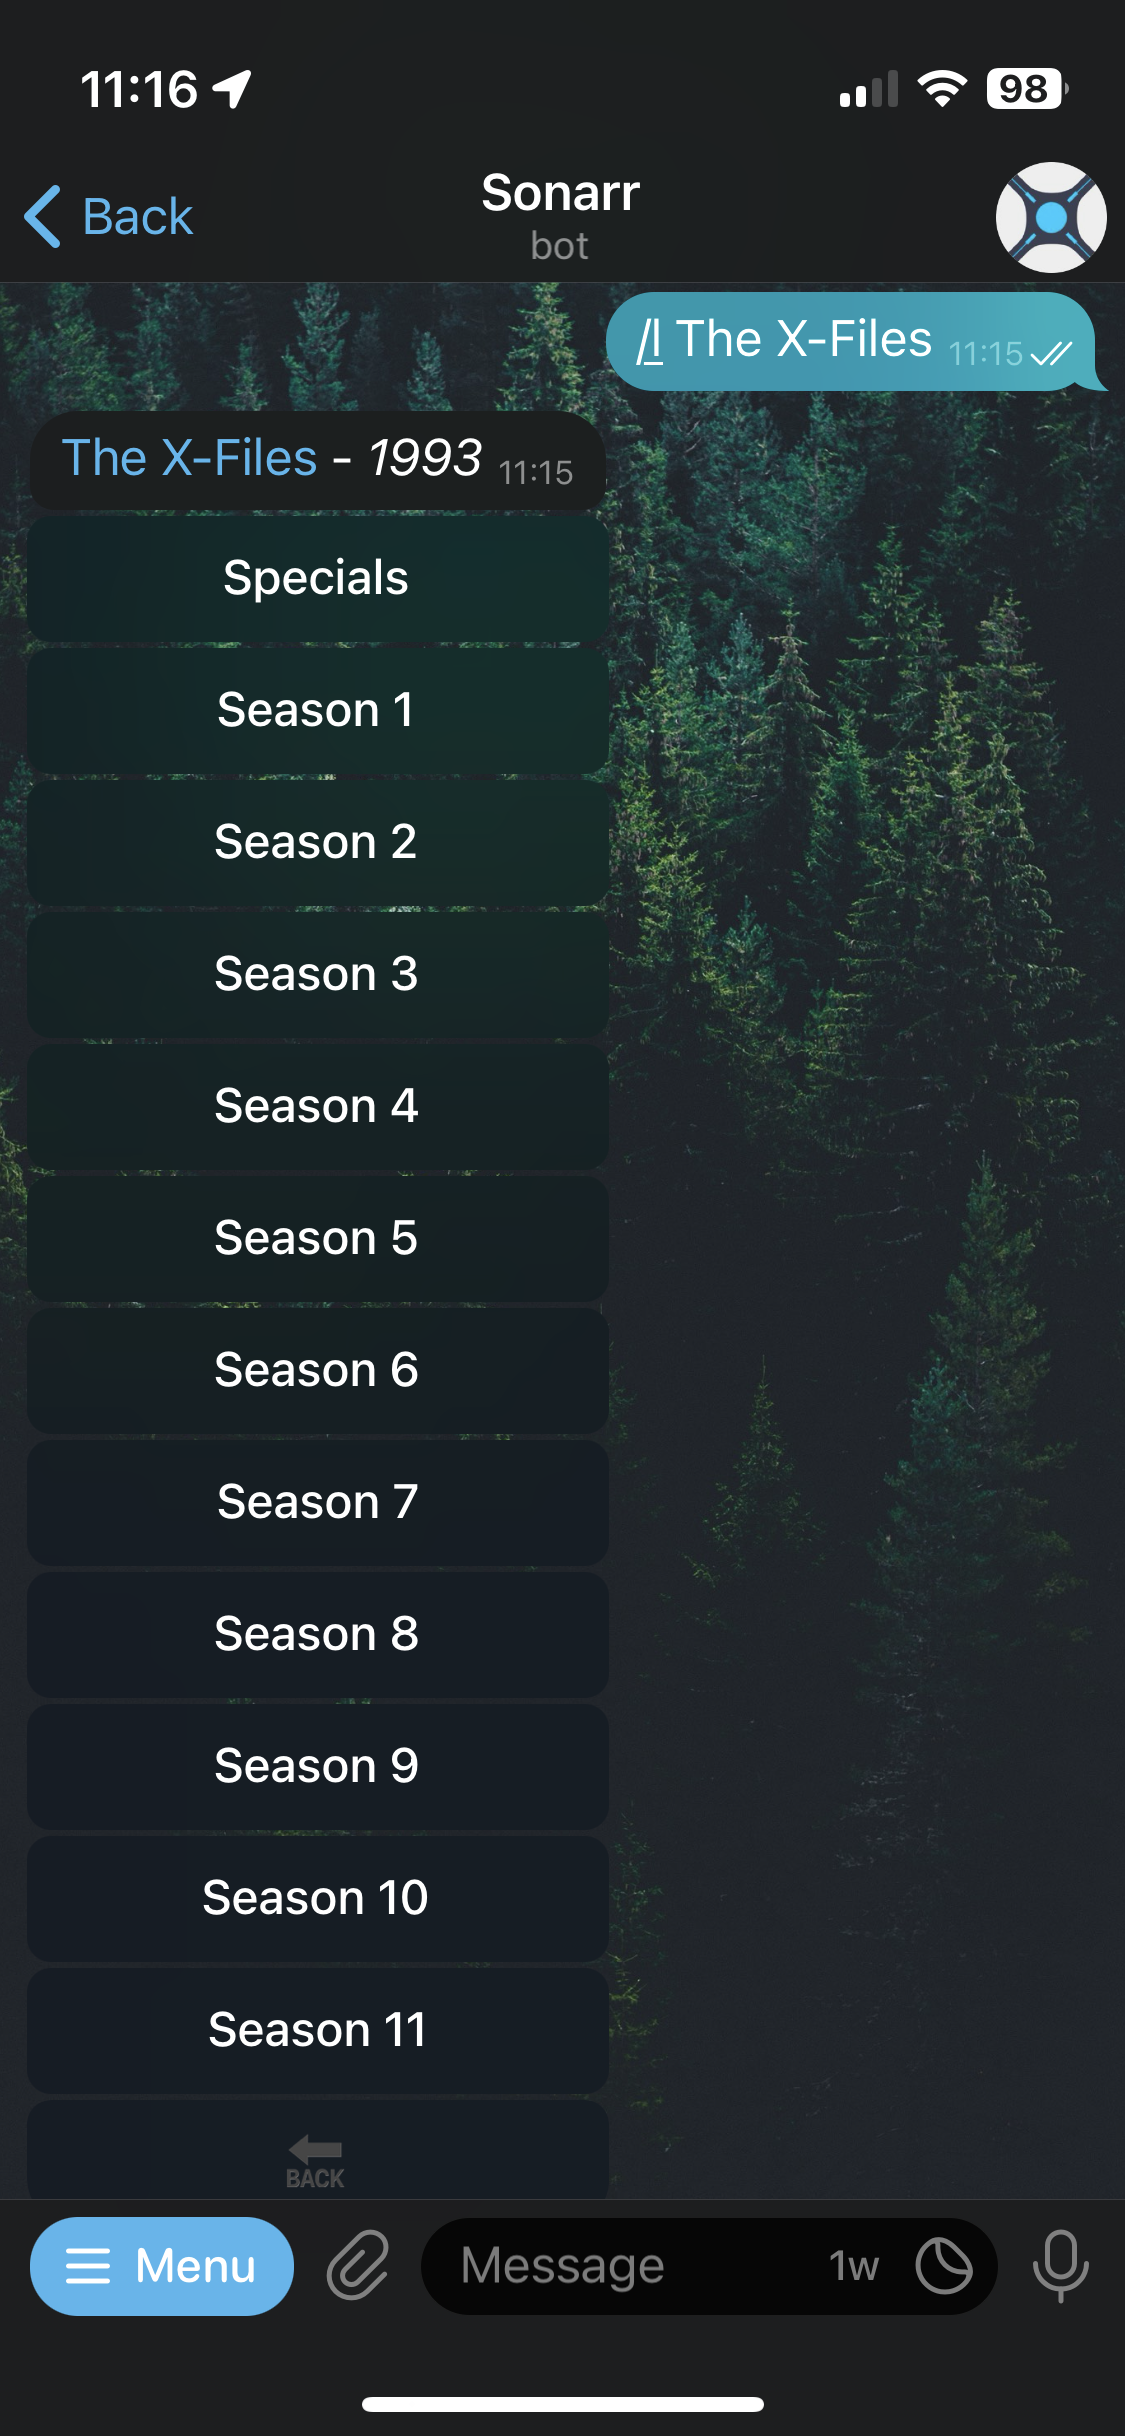 11:16
98
Back
Sonarr
bot
/l The X-Files 11:15
The X-Files - 1993 11:15
Specials
Season 1
Season 2
Season 3
Season 4
Season 5
Season 6
Season 7
Season 8
Season 9
Season 10
Season 11
BACK
Menu
Message
1w